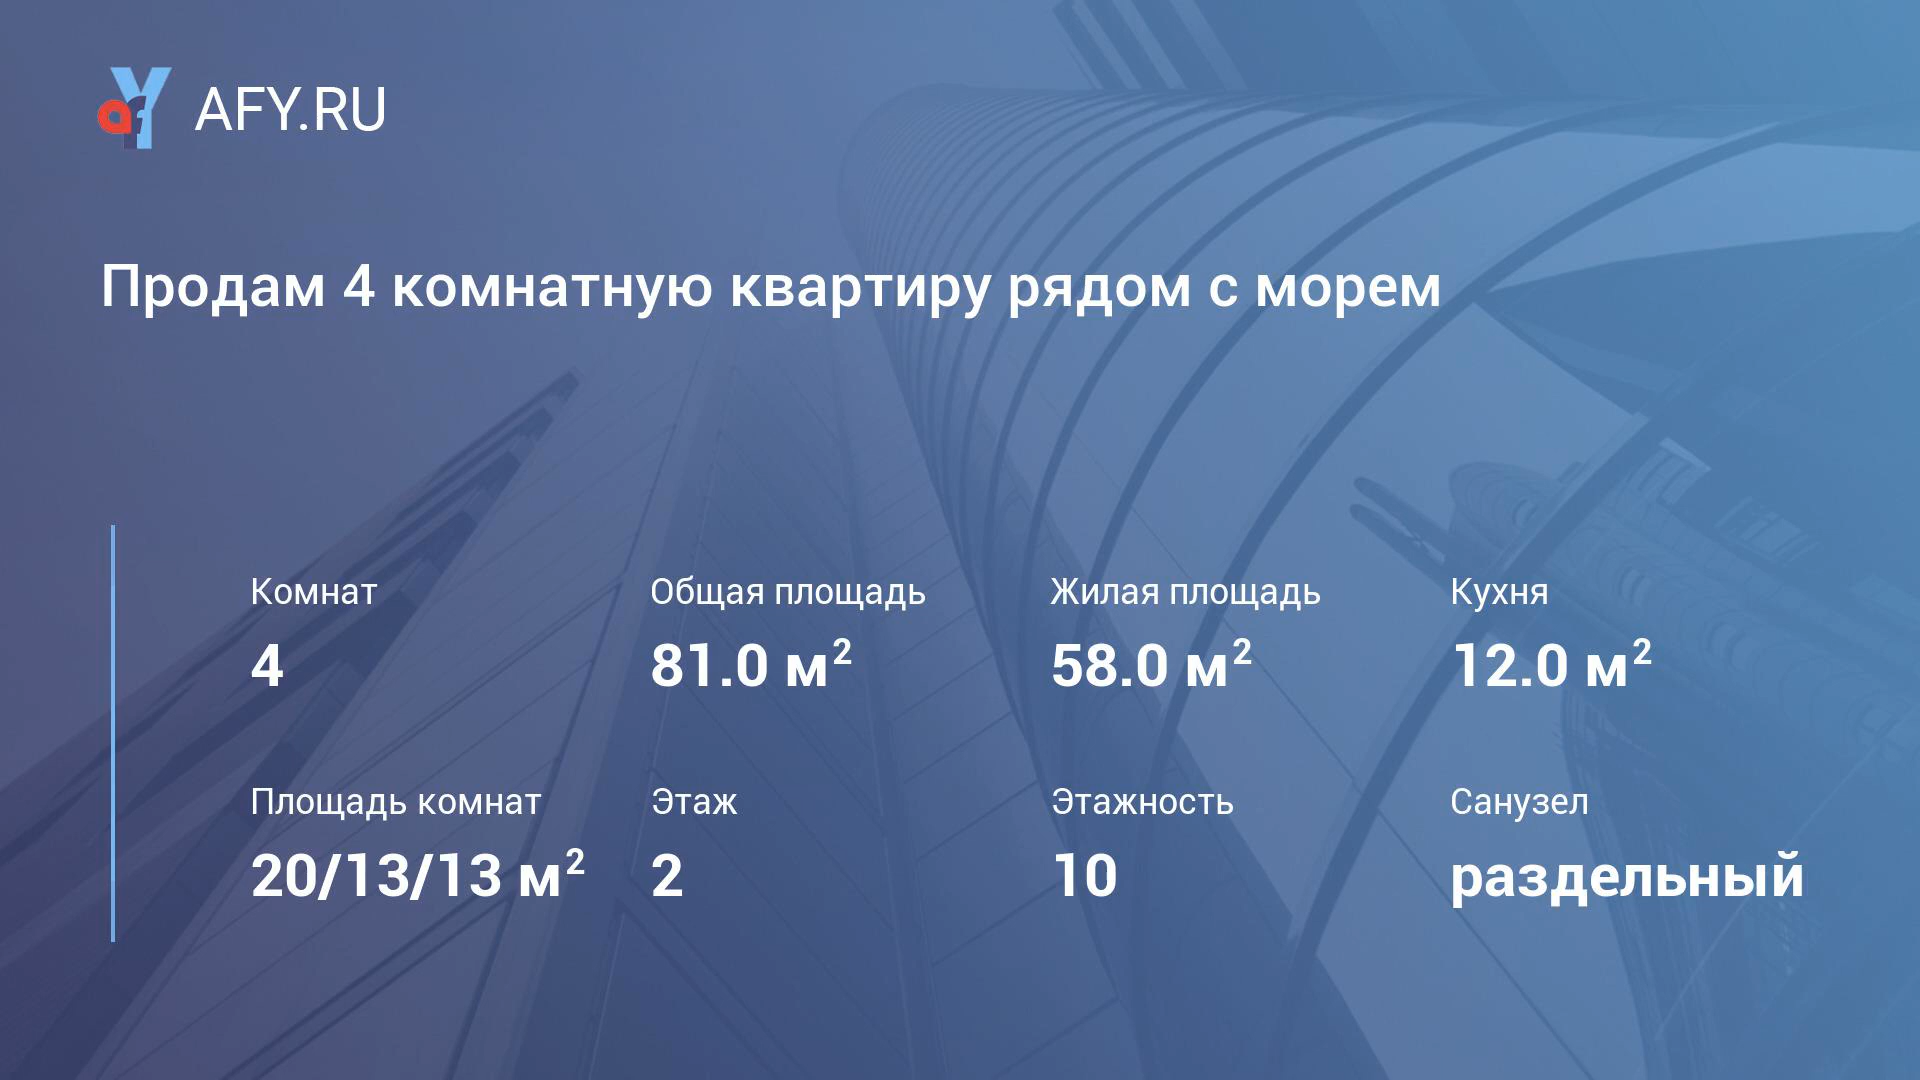 aфY AFY.RU
Продам 4 комнатную квартиру рядом с морем
Комнат
4
Общая площадь
81.0 м²
Жилая площадь
58.0 м²
Кухня
12.0 м²
Площадь комнат
20/13/13 м²
Этаж
2
Этажность
10
Санузел
раздельный